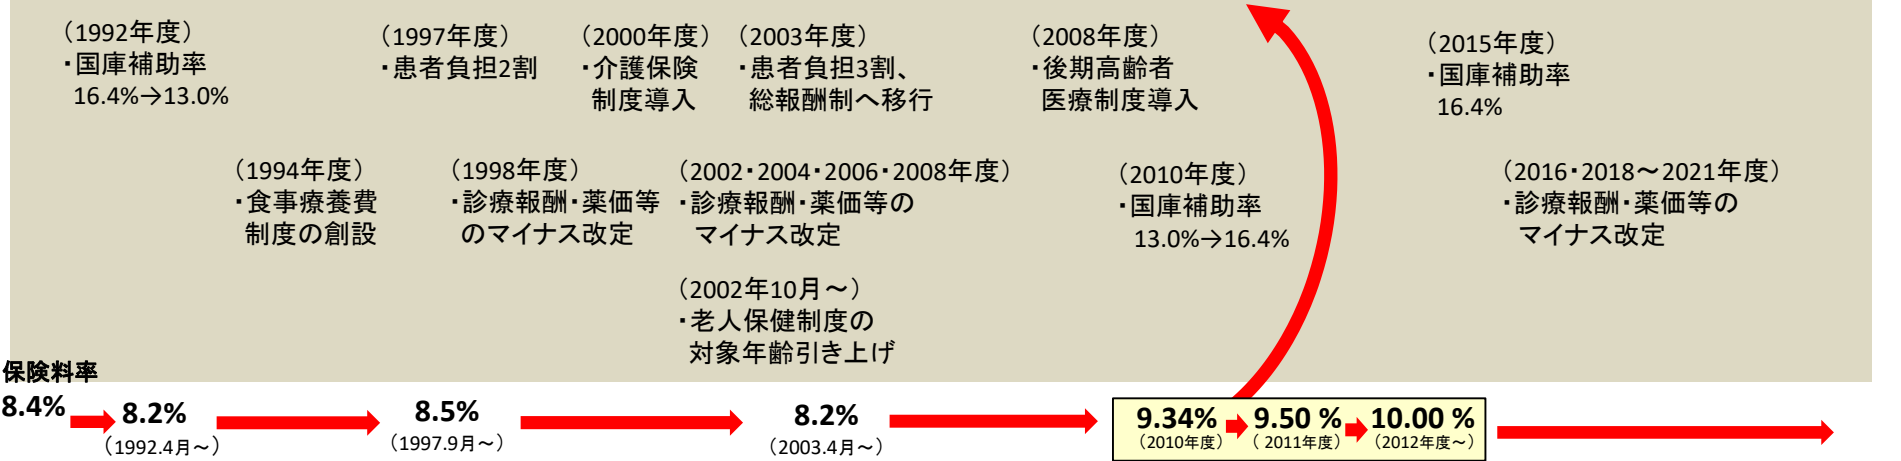 （1992年度）
・国庫補助率
16.4%→13.0%
（1997年度）
・患者負担2割
（2000年度）
・介護保険
制度導入
（2003年度）
・患者負担3割、
総報酬制へ移行
（2008年度）
・後期高齢者
医療制度導入
（2015年度）
・国庫補助率
16.4%
（1994年度）
・食事療養費
制度の創設
（1998年度）
・診療報酬・薬価等
のマイナス改定
（2002・2004・2006・2008年度）
・診療報酬・薬価等の
マイナス改定
（2010年度）
・国庫補助率
13.0%→16.4%
（2016・2018～2021年度）
・診療報酬・薬価等の
マイナス改定
（2002年10月～）
・老人保健制度の
対象年齢引き上げ
保険料率
8.4%
8.2%
（1992.4月～）
8.5%
（1997.9月～）
8.2%
（2003.4月～）
9.34%
（2010年度）
9.50 %
（ 2011年度）
10.00 %
（2012年度～）